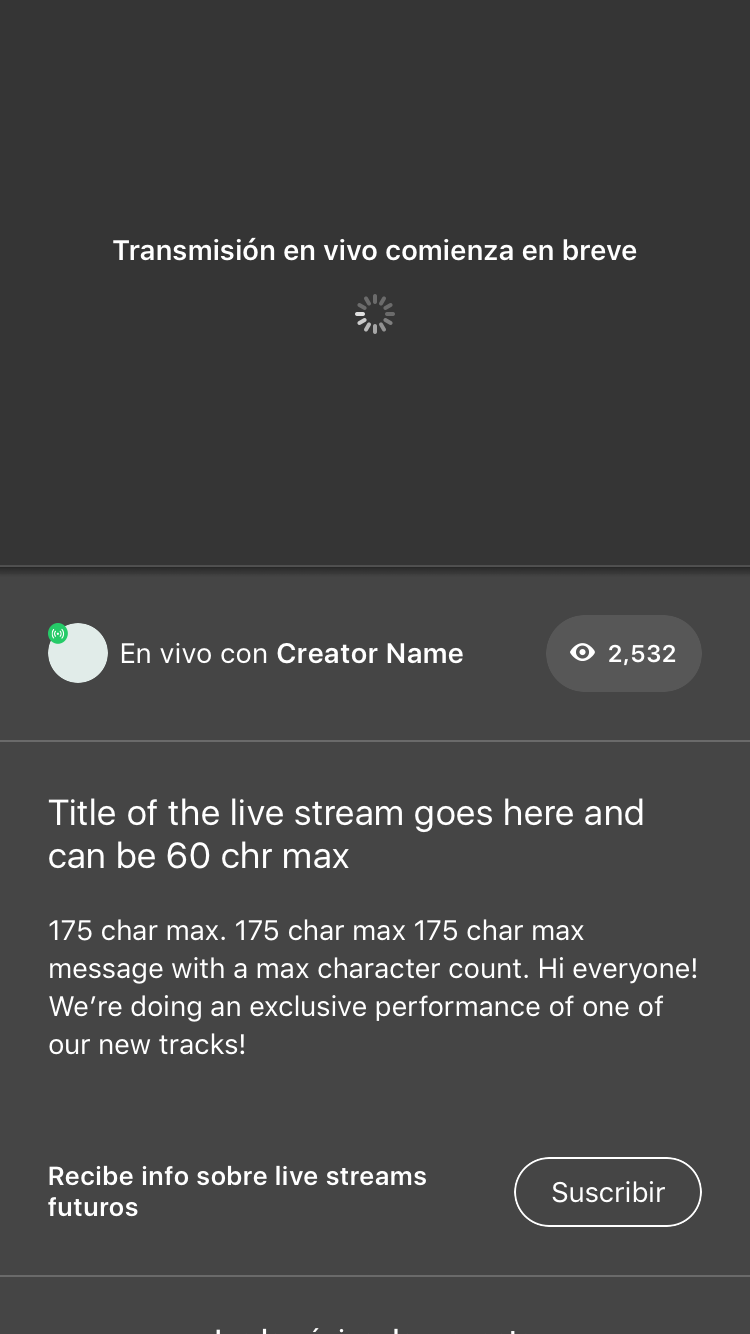 Transmisión en vivo comienza en breve
En vivo con Creator Name
2,532
Title of the live stream goes here and
can be 60 chr max
175 char max. 175 char max 175 char max
message with a max character count. Hi everyone!
We’re doing an exclusive performance of one of
our new tracks!
Recibe info sobre live streams
futuros
Suscribir